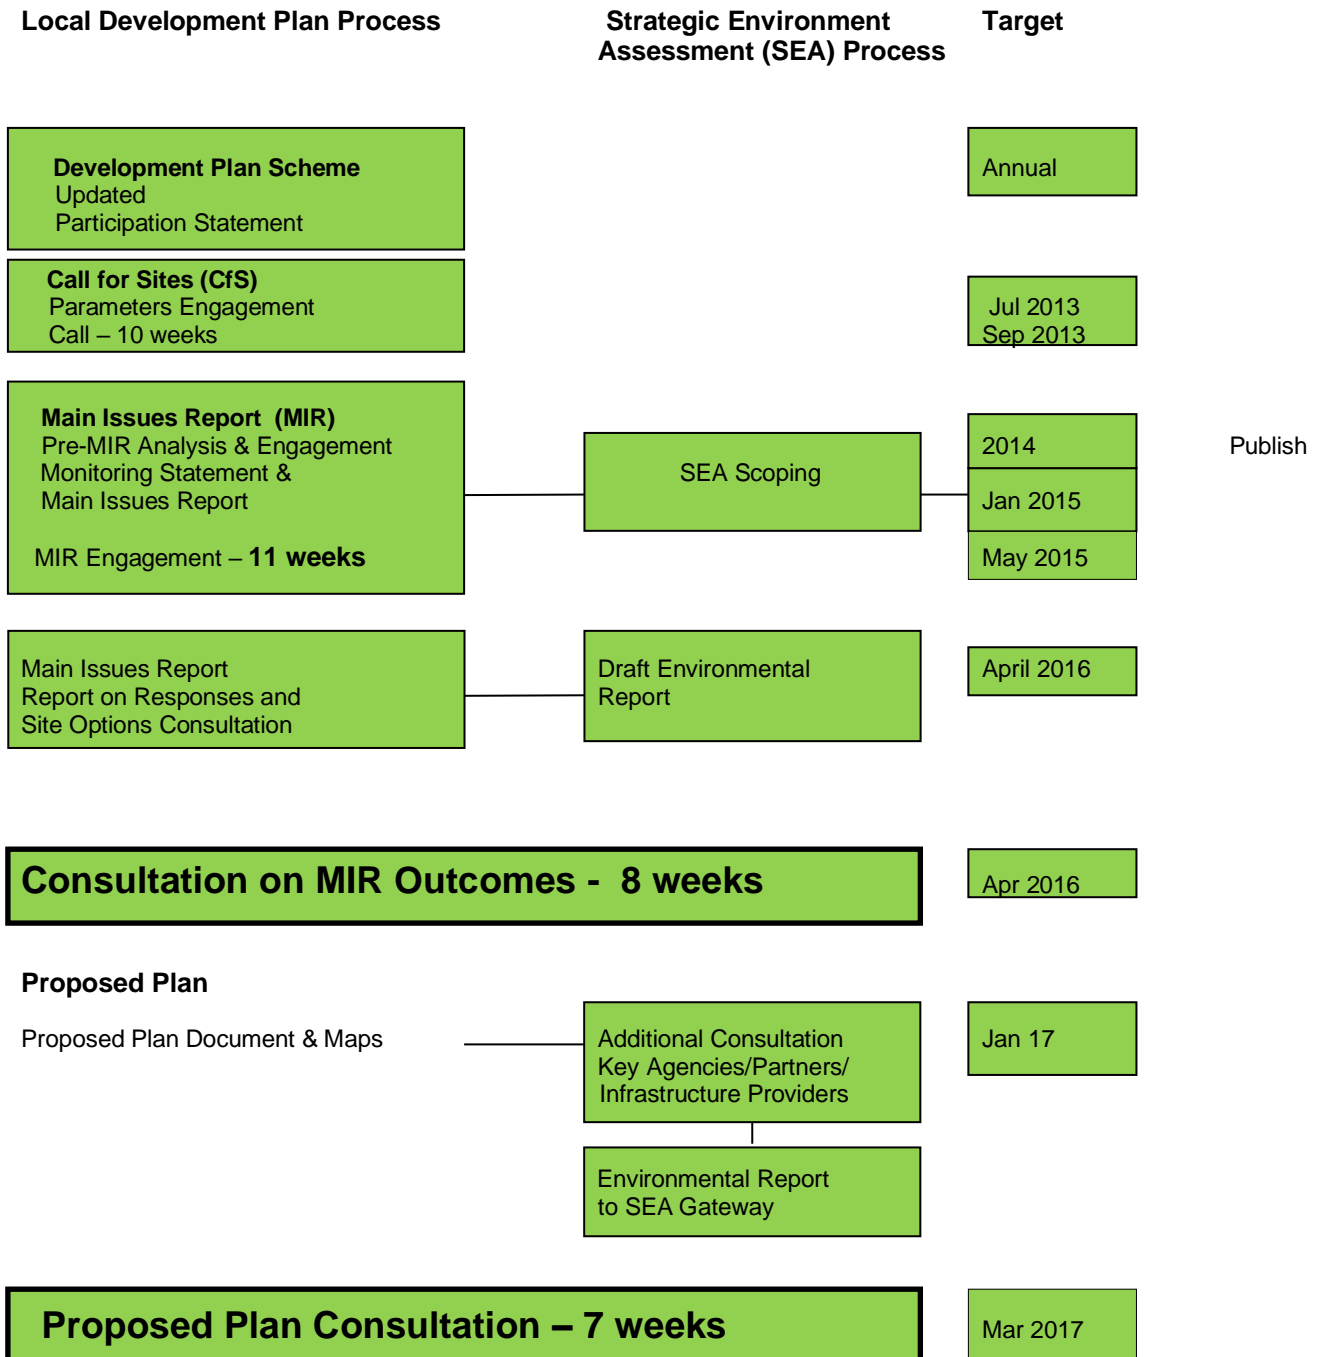 Local Development Plan Process
Strategic Environment
Assessment (SEA) Process
Target
Development Plan Scheme
Updated
Participation Statement
Annual
Call for Sites (CfS)
Parameters Engagement
Call – 10 weeks
Jul 2013
Sep 2013
Main Issues Report (MIR)
Pre-MIR Analysis & Engagement
Monitoring Statement &
Main Issues Report
MIR Engagement – 11 weeks
SEA Scoping
2014
Jan 2015
May 2015
Publish
Main Issues Report
Report on Responses and
Site Options Consultation
Draft Environmental
Report
April 2016
Consultation on MIR Outcomes - 8 weeks
Apr 2016
Proposed Plan
Proposed Plan Document & Maps
Additional Consultation
Key Agencies/Partners/
Infrastructure Providers
Jan 17
Environmental Report
to SEA Gateway
Proposed Plan Consultation – 7 weeks
Mar 2017